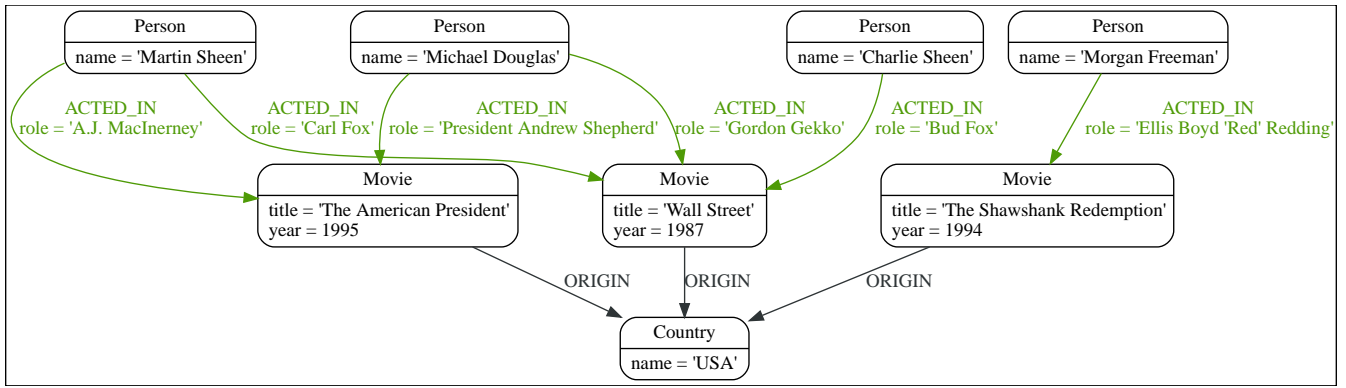 Person
name = 'Martin Sheen'
Person
name = 'Michael Douglas'
Person
name = 'Charlie Sheen'
Person
name = 'Morgan Freeman'
ACTED_IN
role = 'A.J. MacInerney'
ACTED_IN
role = 'Carl Fox'
ACTED_IN
role = 'President Andrew Shepherd'
ACTED_IN
role = 'Gordon Gekko'
ACTED_IN
role = 'Bud Fox'
ACTED_IN
role = 'Ellis Boyd 'Red' Redding'
Movie
title = 'The American President'
year = 1995
Movie
title = 'Wall Street'
year = 1987
Movie
title = 'The Shawshank Redemption'
year = 1994
ORIGIN
ORIGIN
ORIGIN
Country
name = 'USA'